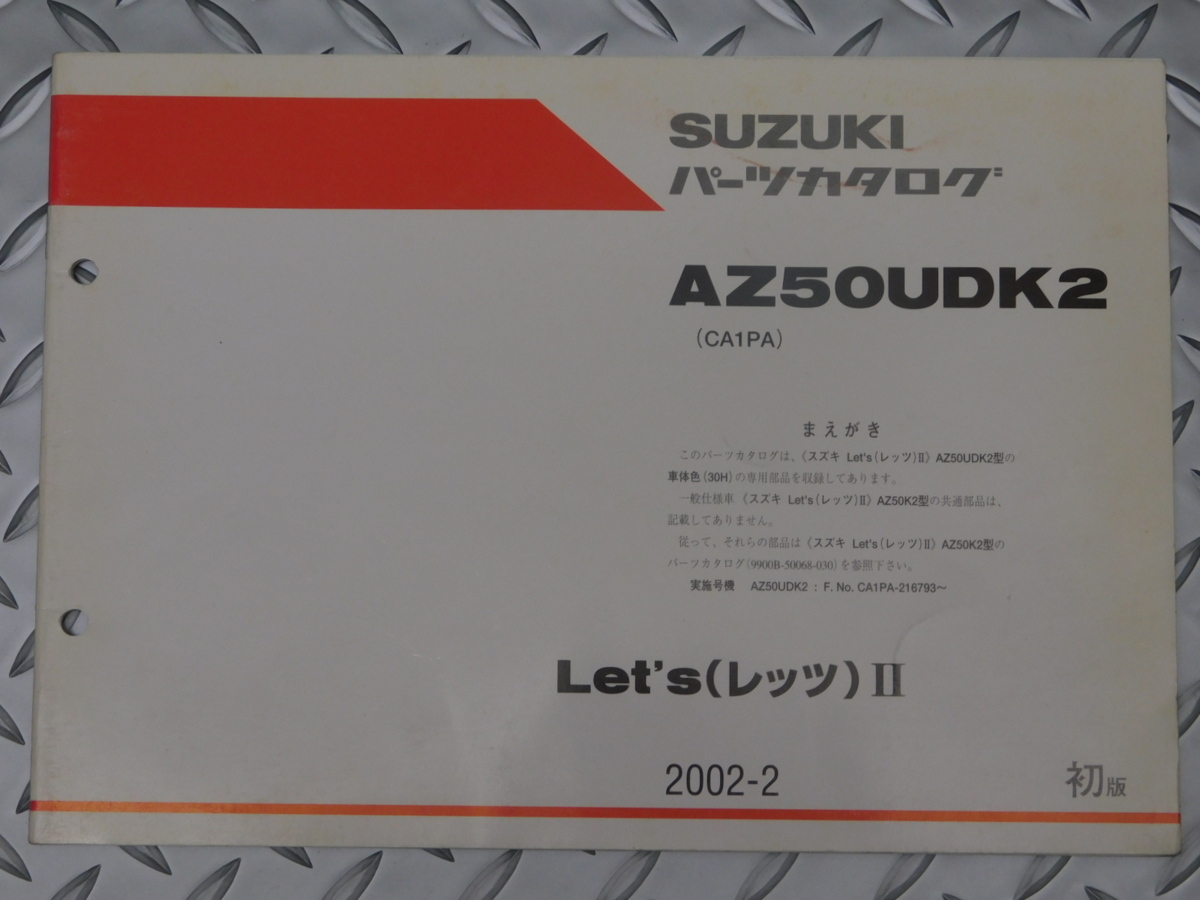 SUZUKI
パーツカタログ
AZ50UDK2
(CA1PA)
まえがき
このパーツカタログは、《スズキ Let's(レッツ)Ⅱ》AZ50UDK2型の
車体色(30H)の専用部品を収録してあります。
一般仕様車《スズキ Let's(レッツ)Ⅱ》AZ50K2型の共通部品は、
記載してありません。
従って、それらの部品は《スズキ Let's(レッツ)Ⅱ》AZ50K2型の
パーツカタログ(9900B-50068-030)を参照下さい。
実施号機 AZ50UDK2 : F. No. CA1PA-216793〜
Let's(レッツ)Ⅱ
2002-2
初版